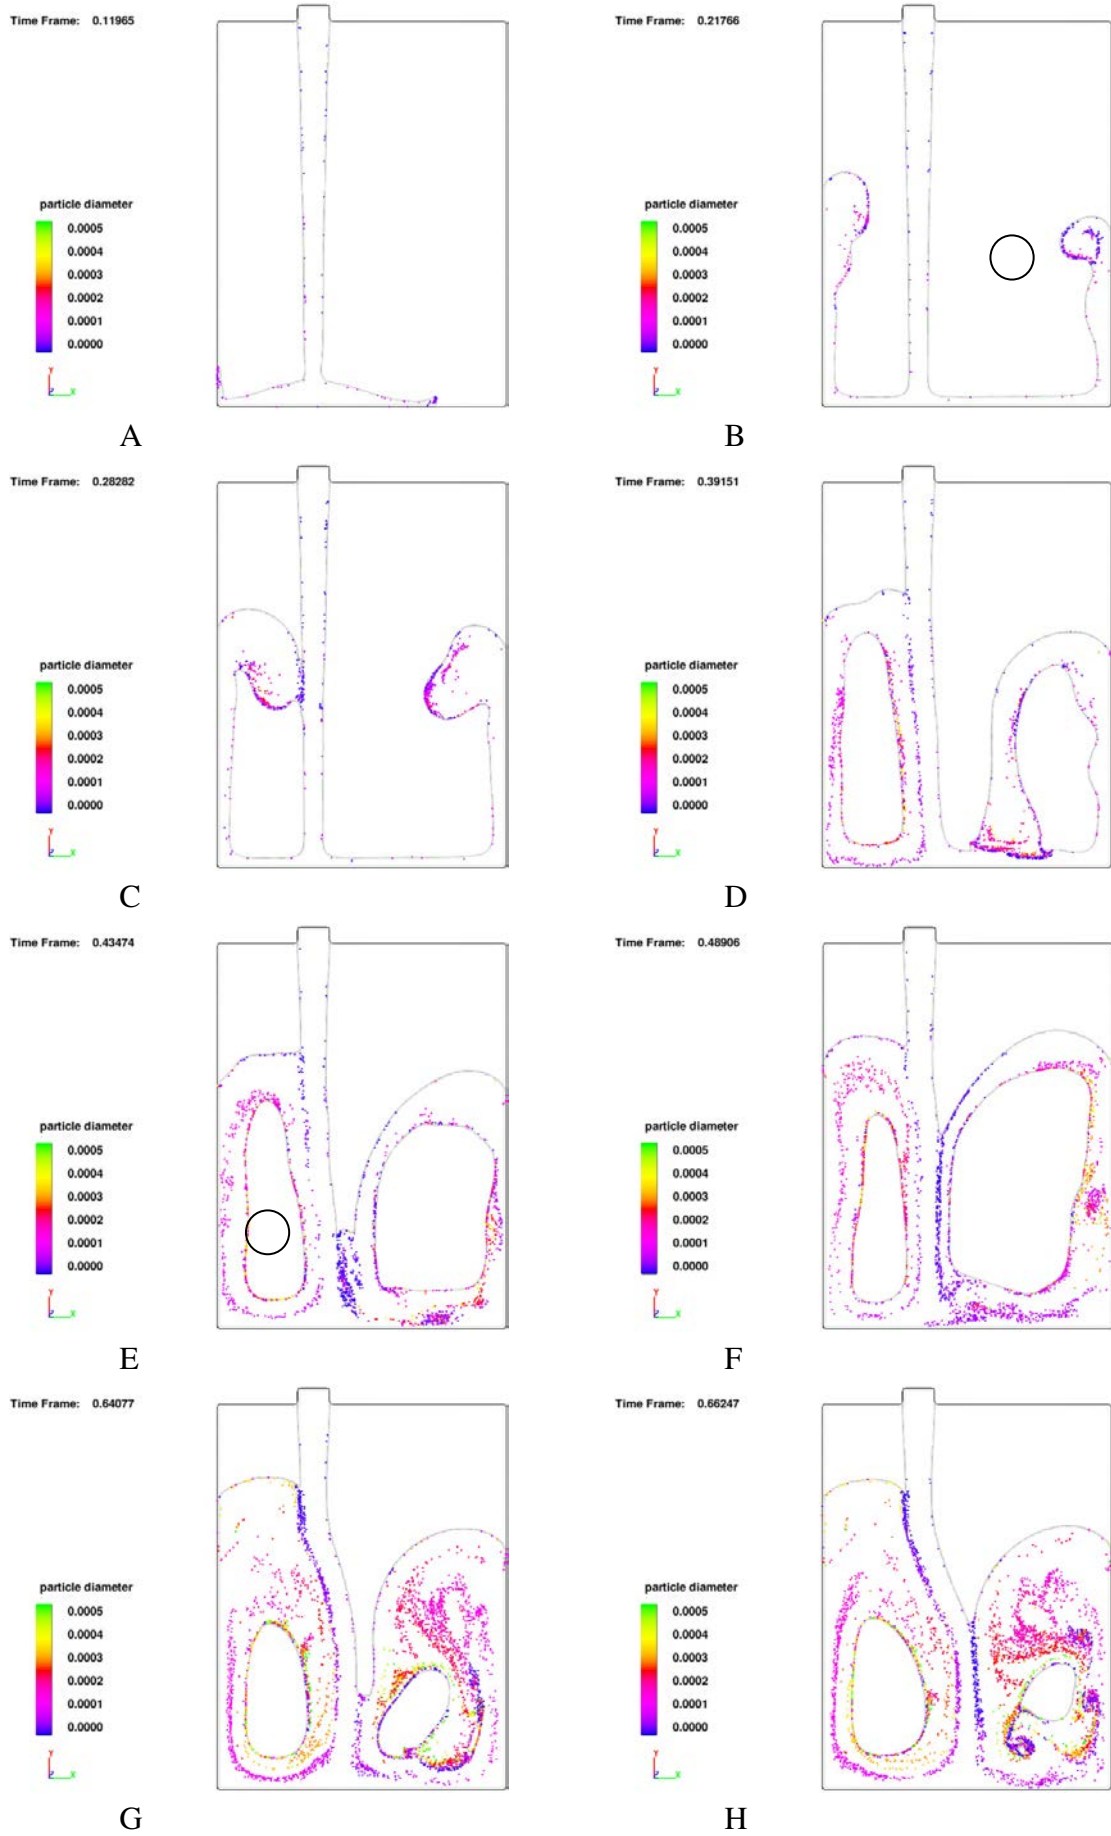 Time Frame: 0.11965
particle diameter
0.0005
0.0004
0.0003
0.0002
0.0001
0.0000
Y
Z X
A
Time Frame: 0.21766
particle diameter
0.0005
0.0004
0.0003
0.0002
0.0001
0.0000
Y
Z X
B
Time Frame: 0.28282
particle diameter
0.0005
0.0004
0.0003
0.0002
0.0001
0.0000
Y
Z X
C
Time Frame: 0.39151
particle diameter
0.0005
0.0004
0.0003
0.0002
0.0001
0.0000
Y
Z X
D
Time Frame: 0.43474
particle diameter
0.0005
0.0004
0.0003
0.0002
0.0001
0.0000
Y
Z X
E
Time Frame: 0.48906
particle diameter
0.0005
0.0004
0.0003
0.0002
0.0001
0.0000
Y
Z X
F
Time Frame: 0.64077
particle diameter
0.0005
0.0004
0.0003
0.0002
0.0001
0.0000
Y
Z X
G
Time Frame: 0.66247
particle diameter
0.0005
0.0004
0.0003
0.0002
0.0001
0.0000
Y
Z X
H